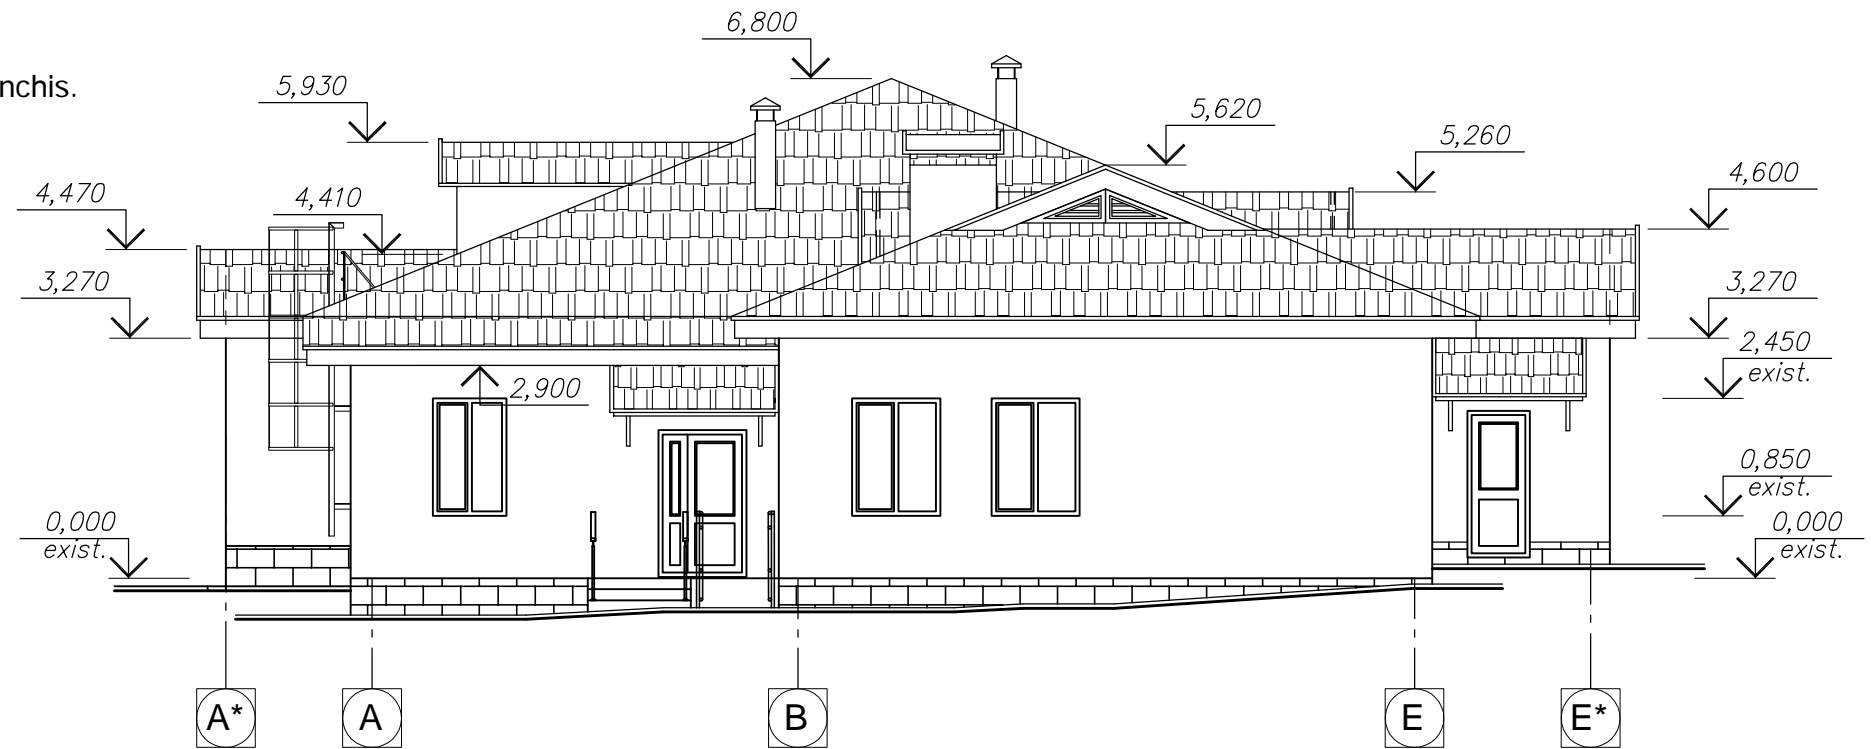 6,800
nchis.
5,930
5,620
5,260
4,470
4,410
4,600
3,270
3,270
2,450
exist.
2,900
0,850
exist.
0,000
exist.
0,000
exist.
A*
A
B
E
E*